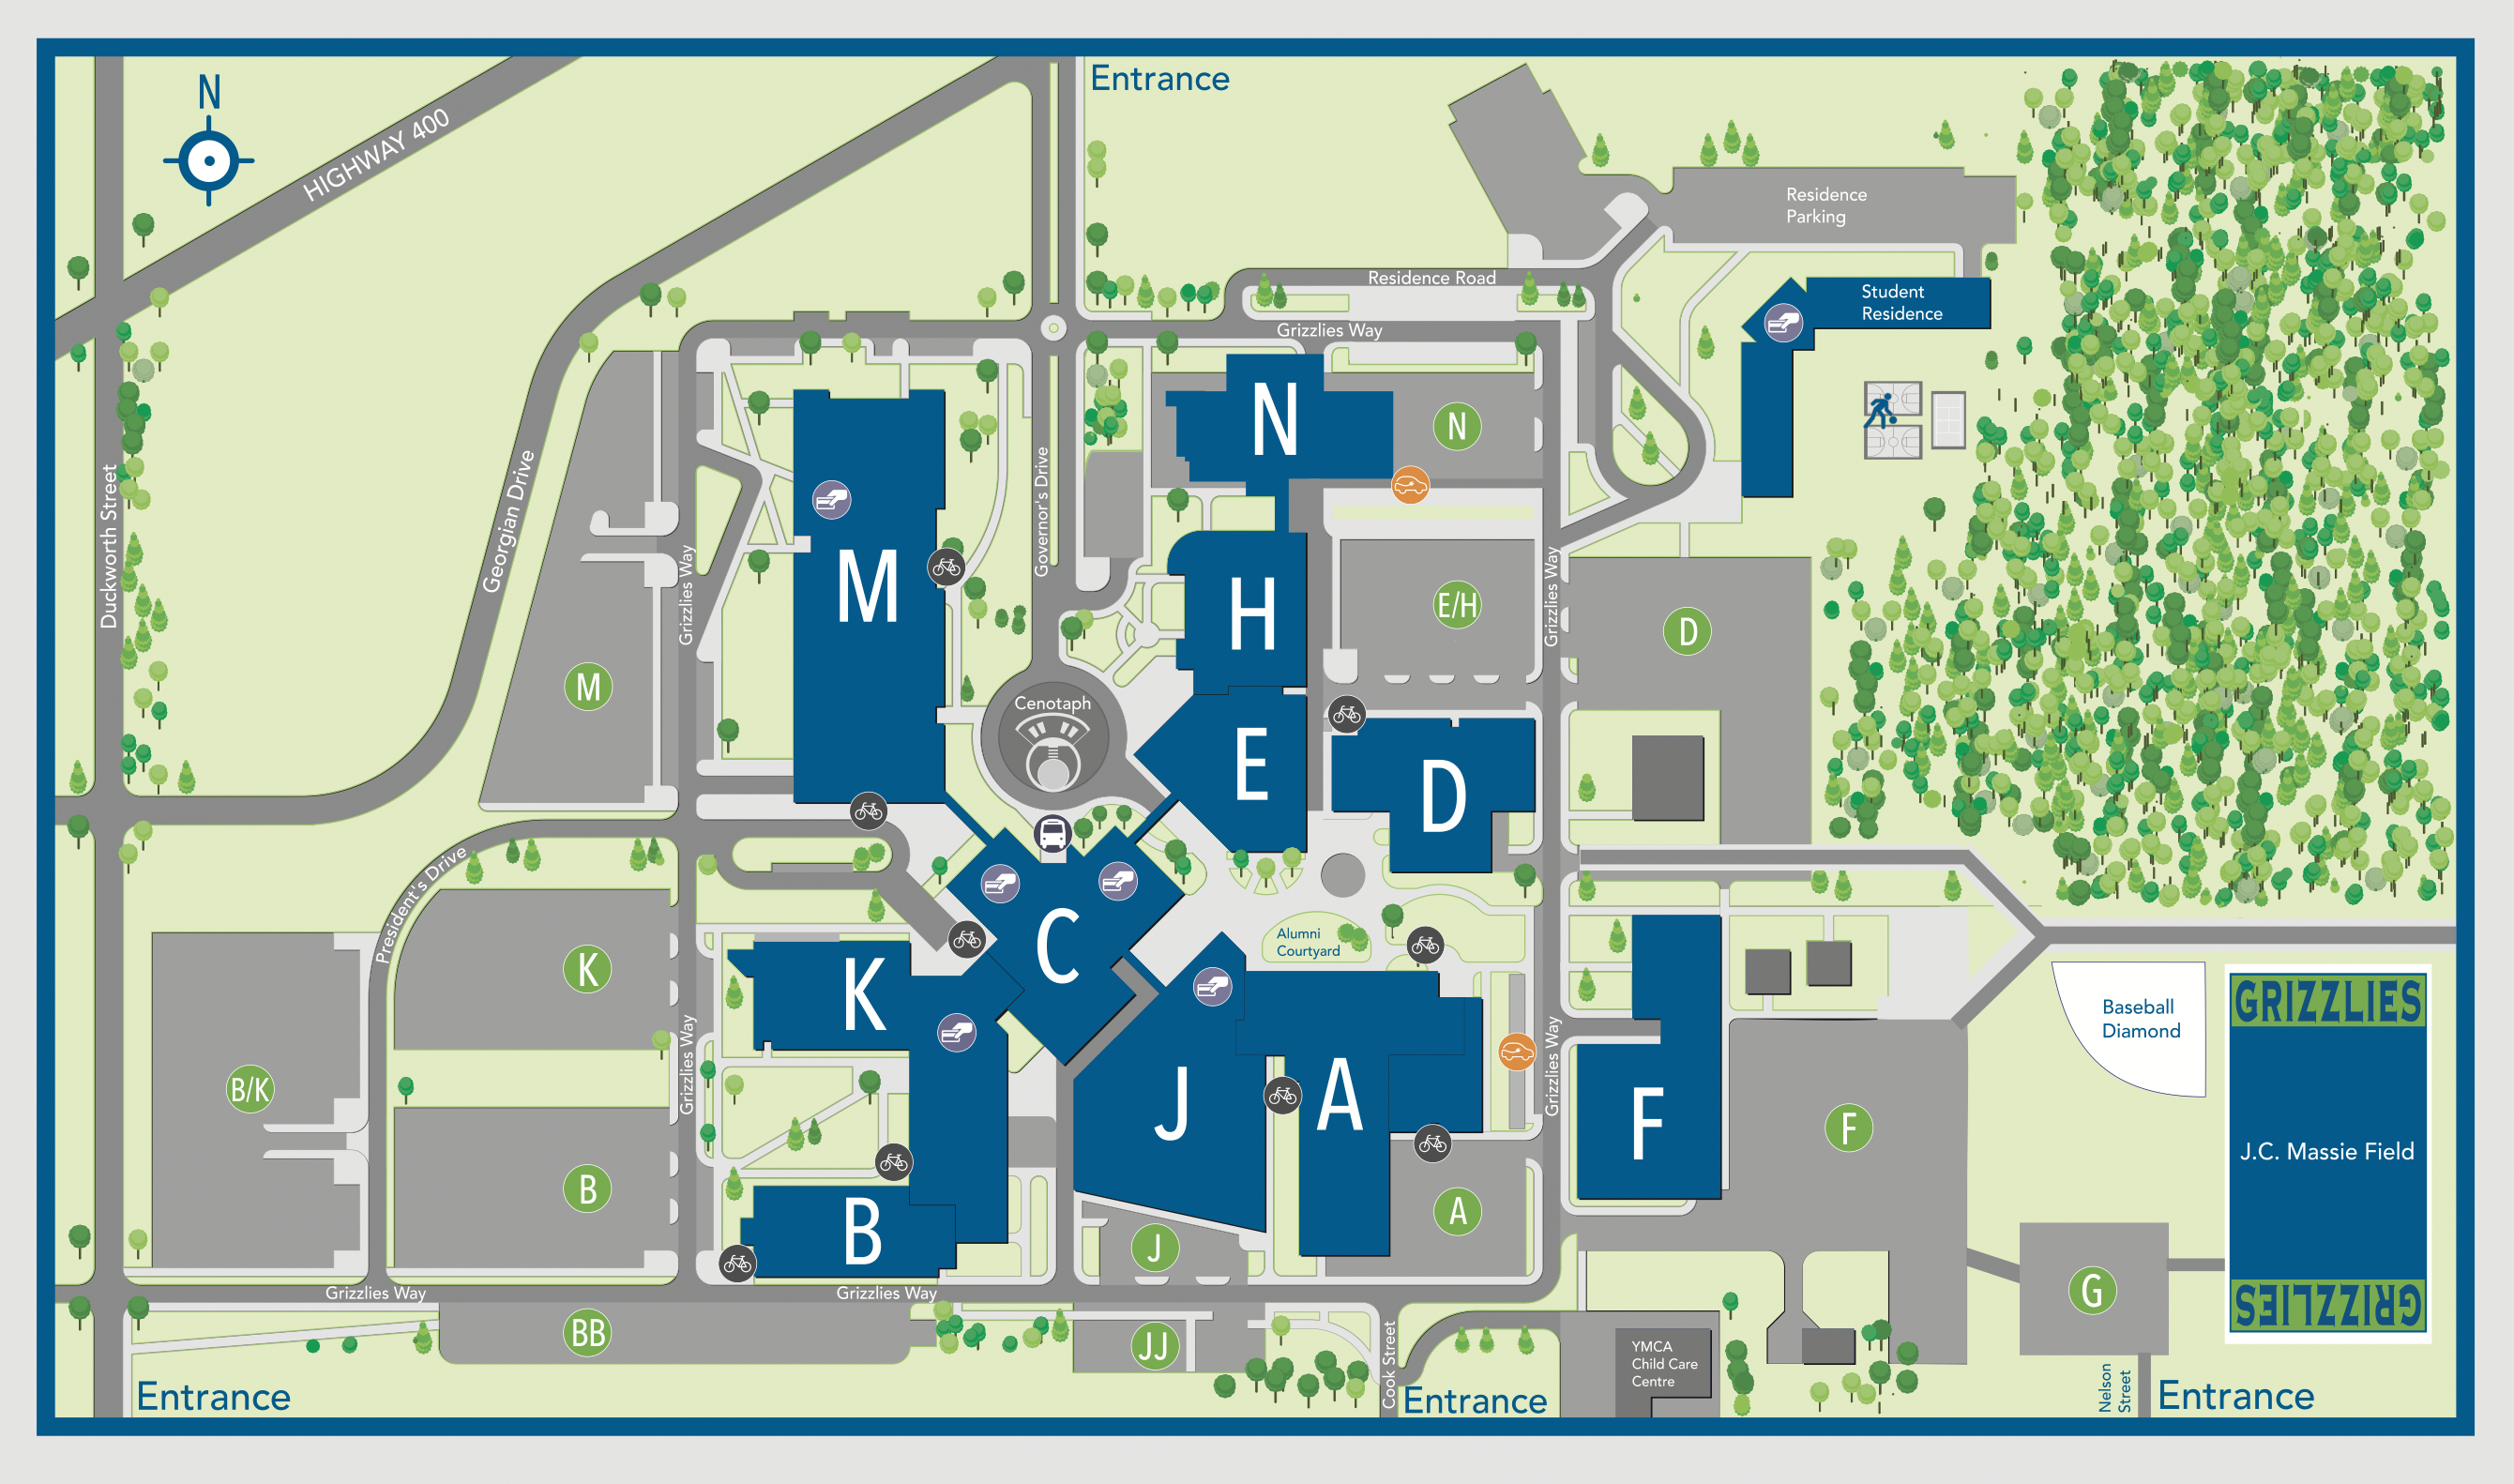 Entrance
N
HIGHWAY 400
Residence
Parking
Residence Road
Student
Residence
Grizzlies Way
N
N
Duckworth Street
Georgian Drive
Governor's Drive
Grizzlies Way
M
H
E/H
Grizzlies Way
D
M
Cenotaph
E
D
President's Drive
C
Alumni
Courtyard
K
K
GRIZZLIES
Baseball
Diamond
B/K
Grizzlies Way
J
A
Grizzlies Way
F
F
J.C. Massie Field
B
B
J
A
G
GRIZZLIES
Grizzlies Way
Grizzlies Way
BB
JJ
Cook Street
YMCA
Child Care
Centre
Nelson
Street
Entrance
Entrance
Entrance